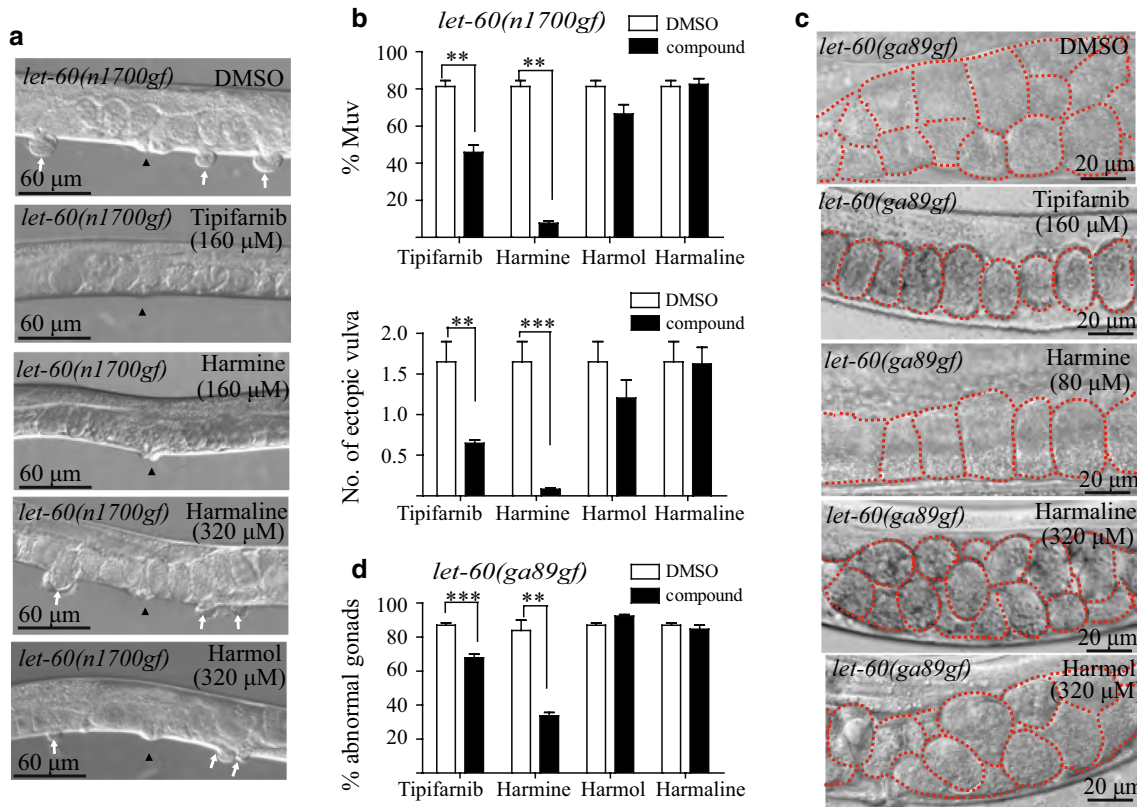 a
let-60(n1700gf) DMSO
60 μm
let-60(n1700gf) Tipifarnib
(160 μM)
60 μm
let-60(n1700gf) Harmine
(160 μM)
60 μm
let-60(n1700gf) Harmaline
(320 μM)
60 μm
let-60(n1700gf) Harmol
(320 μM)
60 μm
b
let-60(n1700gf)
DMSO
compound
% Muv
100
80
60
40
20
** **
Tipifarnib Harmine Harmol Harmaline
DMSO
compound
No. of ectopic vulva
2.0
1.5
1.0
0.5
** ***
Tipifarnib Harmine Harmol Harmaline
d
let-60(ga89gf)
DMSO
compound
% abnormal gonads
100
80
60
40
20
*** **
Tipifarnib Harmine Harmol Harmaline
c
let-60(ga89gf) DMSO
20 μm
let-60(ga89gf) Tipifarnib
(160 μM)
20 μm
let-60(ga89gf) Harmine
(80 μM)
20 μm
let-60(ga89gf) Harmaline
(320 μM)
20 μm
let-60(ga89gf) Harmol
(320 μM)
20 μm